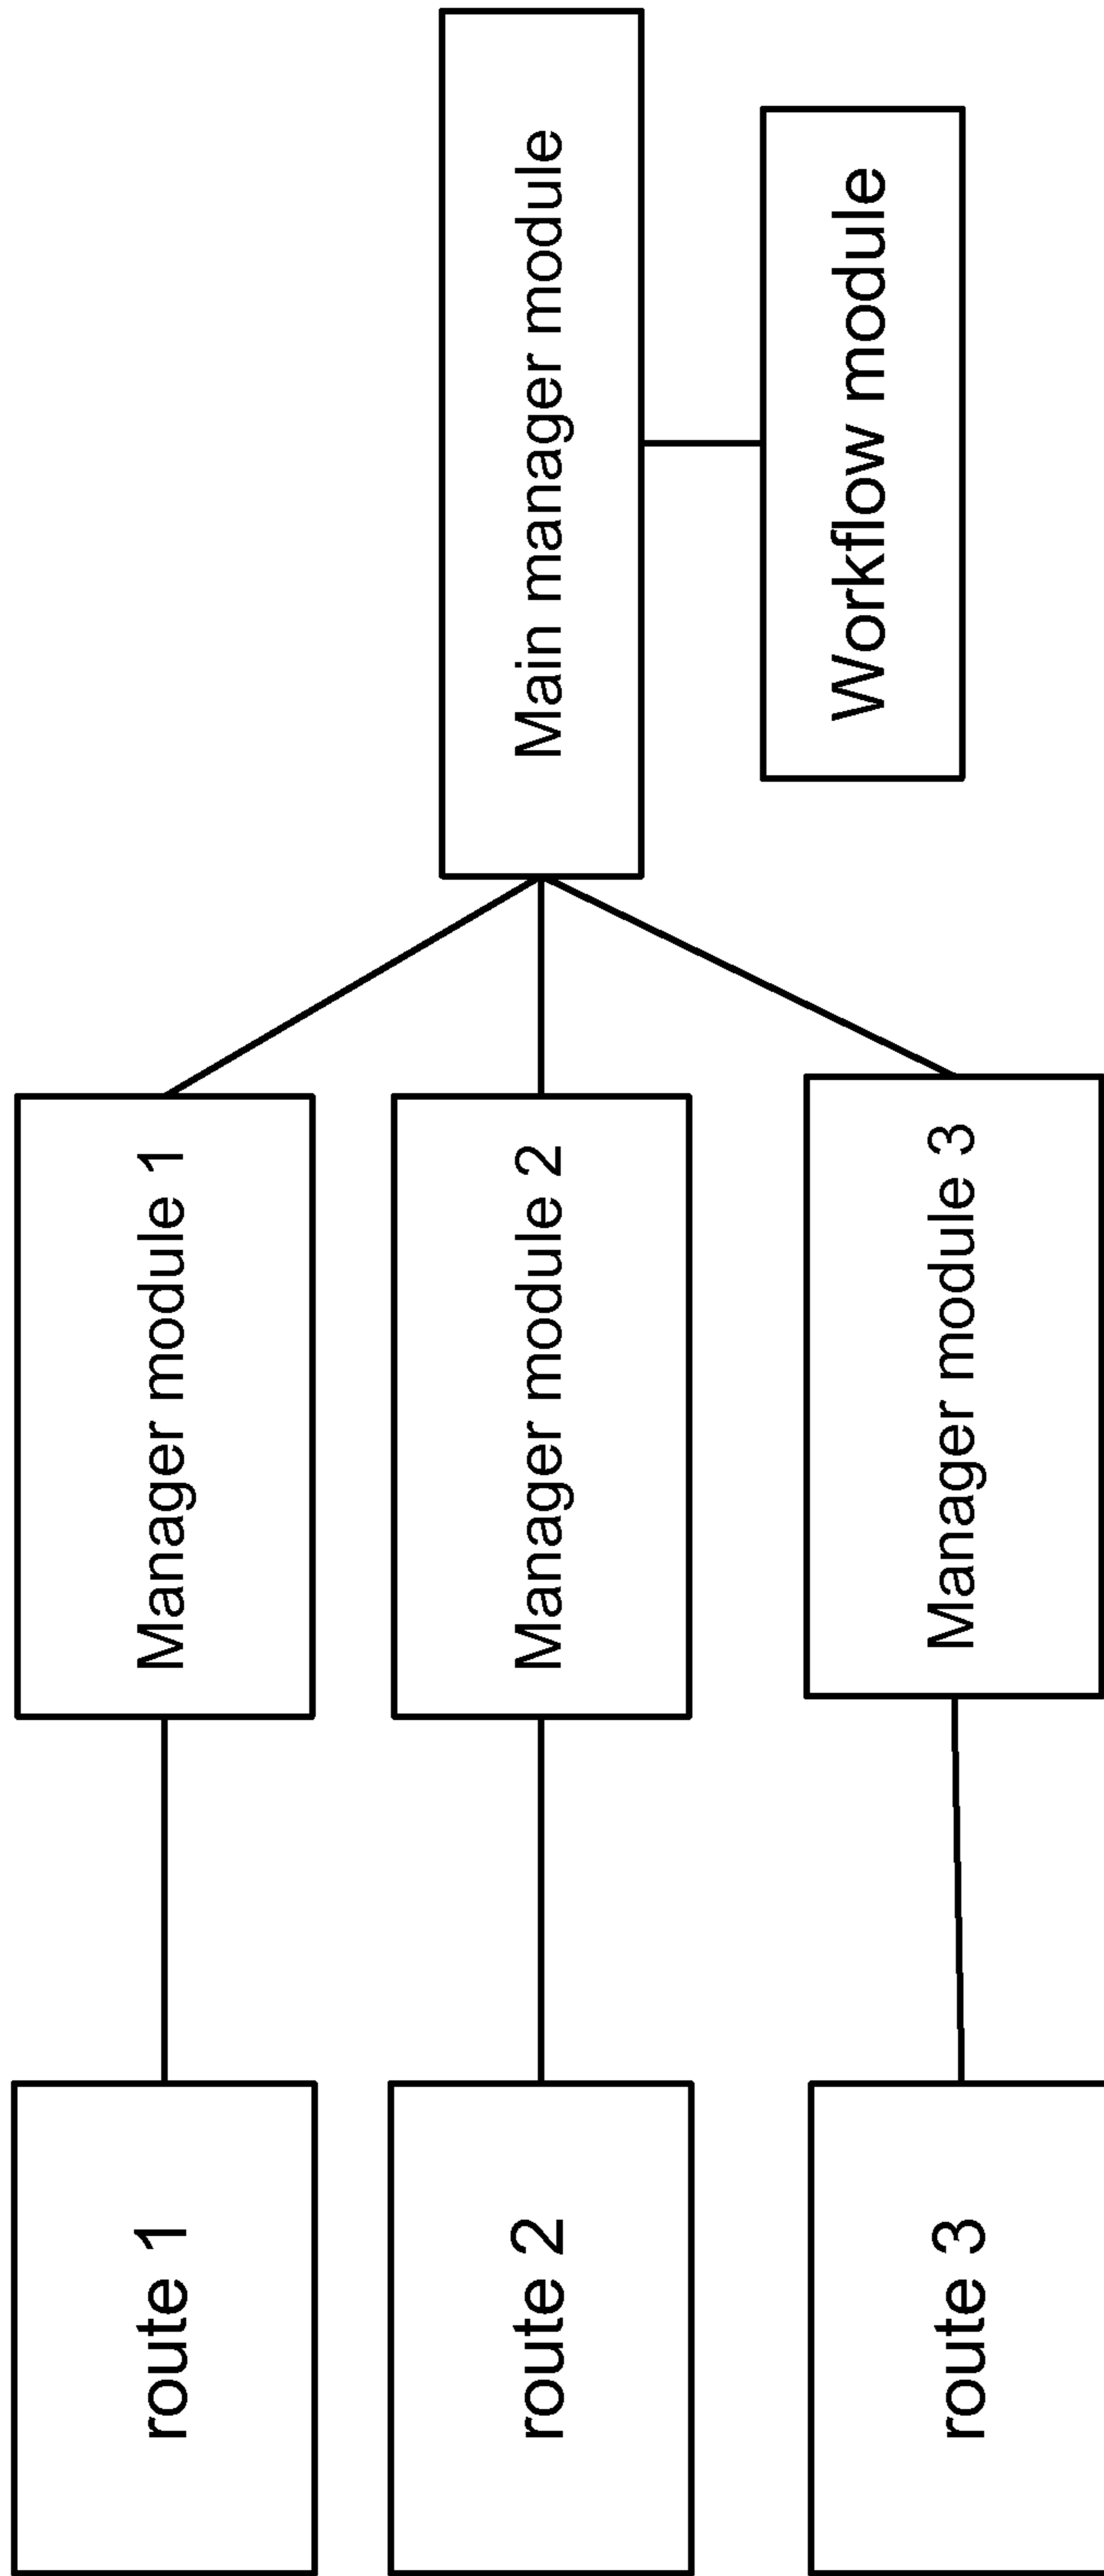 route 1
Manager module 1
route 2
Manager module 2
Main manager module
route 3
Manager module 3
Workflow module